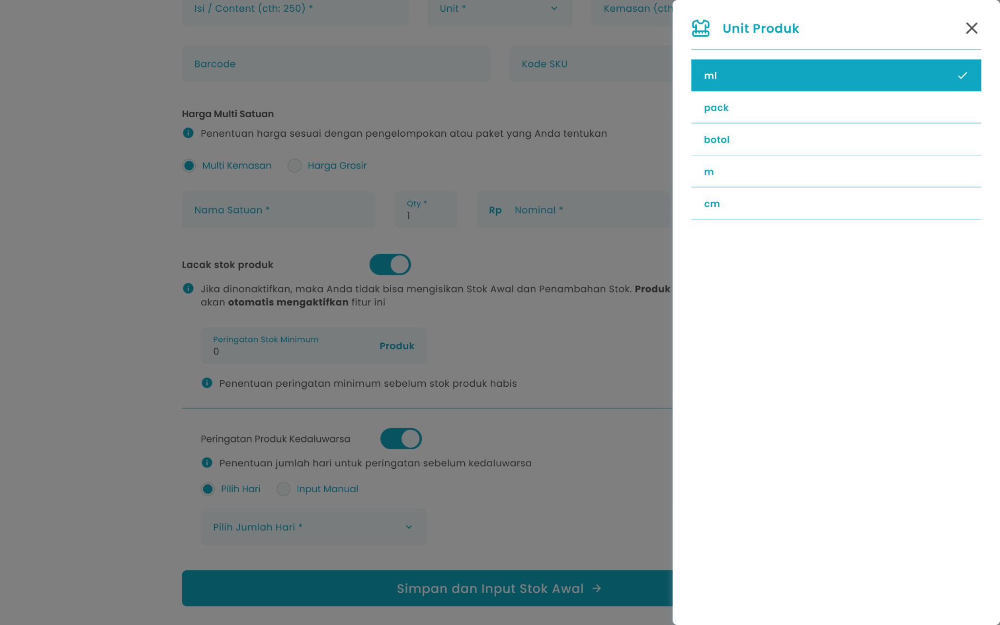 Isi / Content (cth: 250) *
Unit *
Kemasan (cth
Barcode
Kode SKU
Harga Multi Satuan
Penentuan harga sesuai dengan pengelompokan atau paket yang Anda tentukan
Multi Kemasan
Harga Grosir
Nama Satuan *
Qty *
1
Rp
Nominal *
Lacak stok produk
Jika dinonaktifkan, maka Anda tidak bisa mengisikan Stok Awal dan Penambahan Stok. Produk
akan otomatis mengaktifkan fitur ini
Peringatan Stok Minimum
0
Produk
Penentuan peringatan minimum sebelum stok produk habis
Peringatan Produk Kedaluwarsa
Penentuan jumlah hari untuk peringatan sebelum kedaluwarsa
Pilih Hari
Input Manual
Pilih Jumlah Hari *
Simpan dan Input Stok Awal
Unit Produk
ml
pack
botol
m
cm